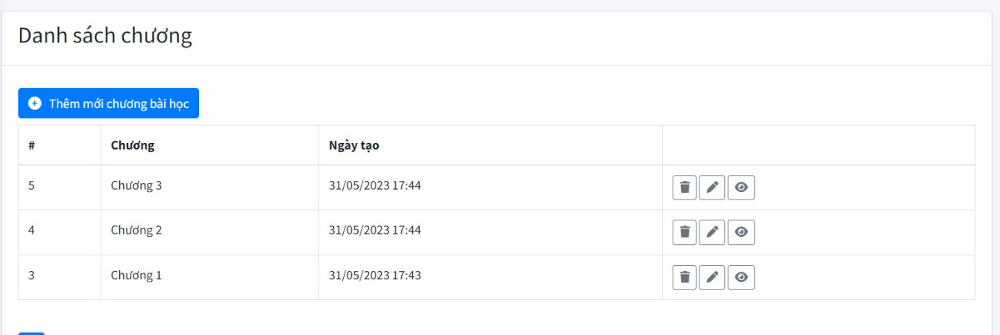 Danh sách chương
Thêm mới chương bài học
# Chương Ngày tạo
5 Chương 3 31/05/2023 17:44
4 Chương 2 31/05/2023 17:44
3 Chương 1 31/05/2023 17:43